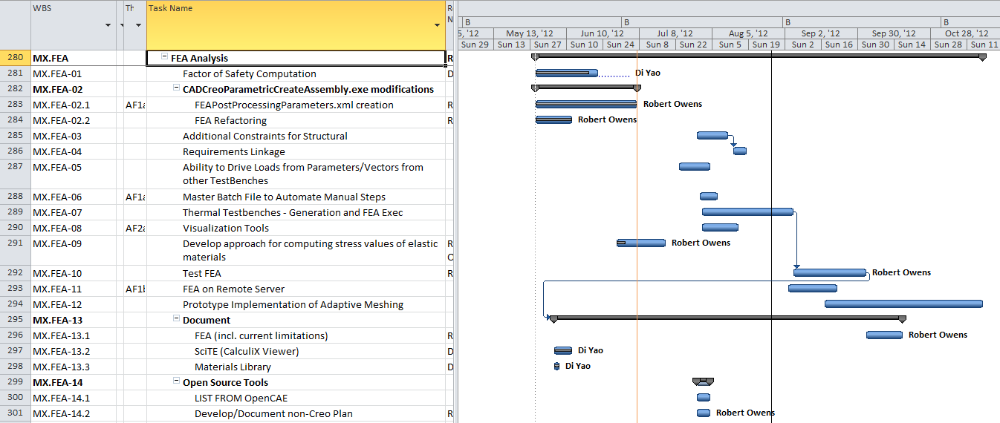 WBS Th Task Name R
N
B B B B
5, '12 May 13, '12 Jun 10, '12 Jul 8, '12 Aug 5, '12 Sep 2, '12 Sep 30, '12 Oct 28, '12
Sun 29 Sun 13 Sun 27 Sun 10 Sun 24 Sun 8 Sun 22 Sun 5 Sun 19 Sun 2 Sun 16 Sun 30 Sun 14 Sun 28 Sun 11
280 MX.FEA FEA Analysis R
281 MX.FEA-01 Factor of Safety Computation D Di Yao
282 MX.FEA-02 CADCreoParametricCreateAssembly.exe modifications
283 MX.FEA-02.1 AF1a FEAPostProcessingParameters.xml creation R Robert Owens
284 MX.FEA-02.2 FEA Refactoring R Robert Owens
285 MX.FEA-03 Additional Constraints for Structural
286 MX.FEA-04 Requirements Linkage
287 MX.FEA-05 Ability to Drive Loads from Parameters/Vectors from
other TestBenches
288 MX.FEA-06 AF1a Master Batch File to Automate Manual Steps
289 MX.FEA-07 Thermal Testbenches - Generation and FEA Exec
290 MX.FEA-08 AF2a Visualization Tools
291 MX.FEA-09 Develop approach for computing stress values of elastic R Robert Owens
materials C
292 MX.FEA-10 Test FEA R Robert Owens
293 MX.FEA-11 AF1b FEA on Remote Server
294 MX.FEA-12 Prototype Implementation of Adaptive Meshing
295 MX.FEA-13 Document
296 MX.FEA-13.1 FEA (incl. current limitations) R Robert Owens
297 MX.FEA-13.2 SciTE (CalculiX Viewer) D Di Yao
298 MX.FEA-13.3 Materials Library D Di Yao
299 MX.FEA-14 Open Source Tools
300 MX.FEA-14.1 LIST FROM OpenCAE
301 MX.FEA-14.2 Develop/Document non-Creo Plan R Robert Owens